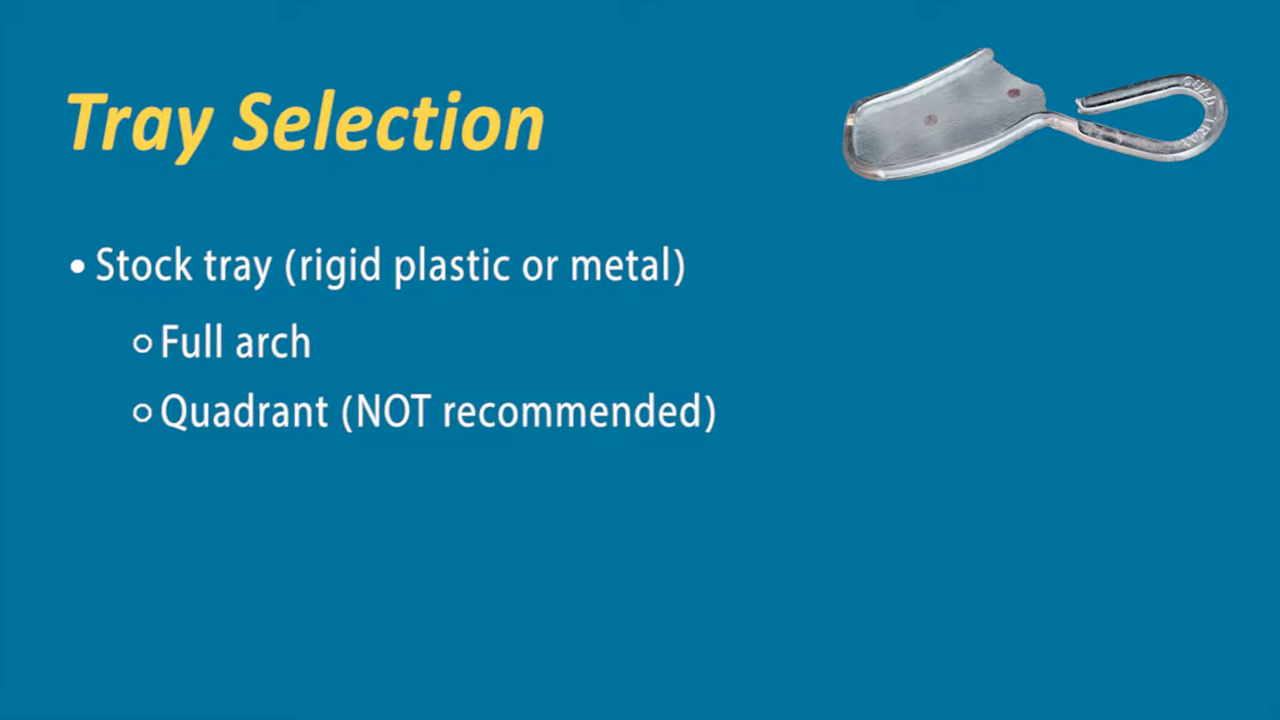 Tray Selection
• Stock tray (rigid plastic or metal)
○ Full arch
○ Quadrant (NOT recommended)